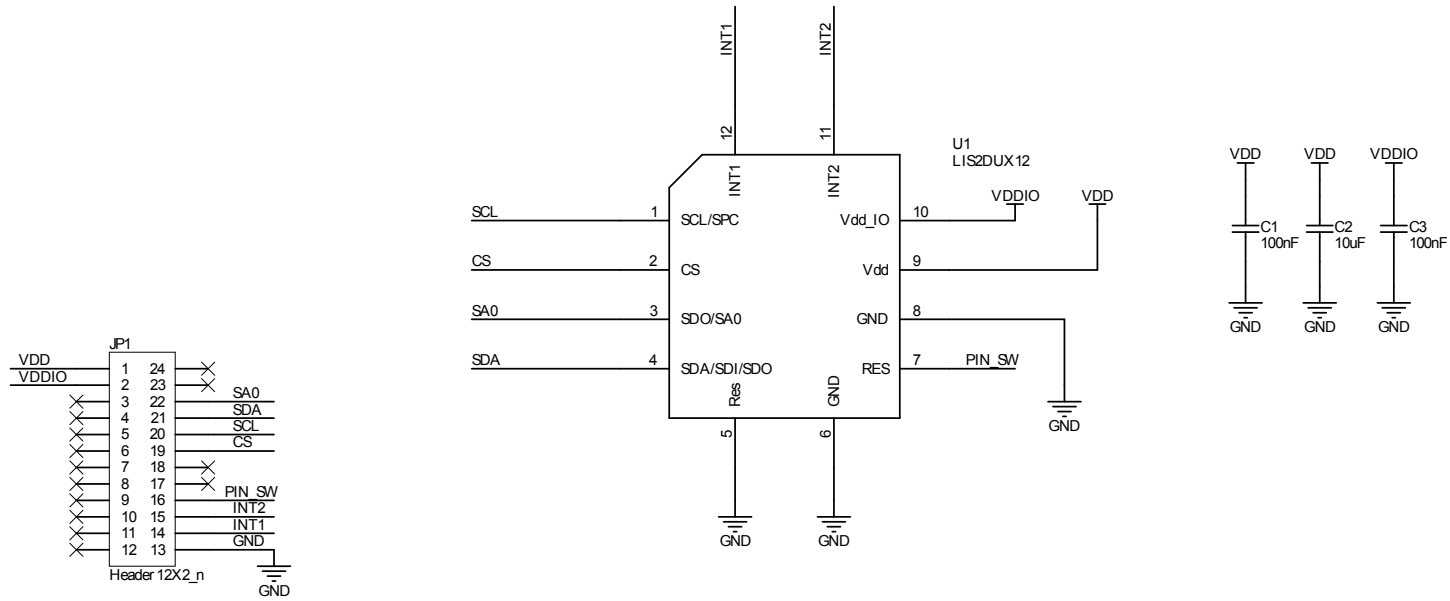 INT1
INT2
12
11
U1
LIS2DUX12
INT1
INT2
VDDIO
VDD
SCL
1
SCL/SPC
Vdd_IO
10
CS
2
CS
Vdd
9
SA0
3
SDO/SA0
GND
8
SDA
4
SDA/SDI/SDO
RES
7
PIN_SW
Res
GND
5
6
GND
GND
GND
VDD
VDD
VDDIO
C1
100nF
C2
10uF
C3
100nF
GND
GND
GND
JP1
VDD
1
24
VDDIO
2
23
3
22
SA0
4
21
SDA
5
20
SCL
6
19
CS
7
18
8
17
9
16
PIN_SW
10
15
INT2
11
14
INT1
12
13
GND
Header 12X2_n
GND